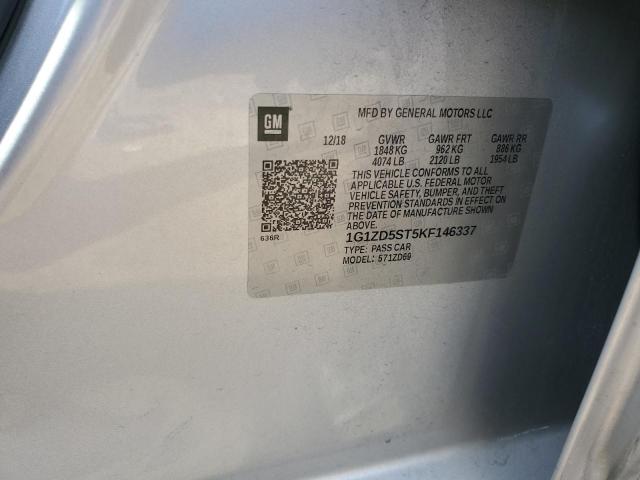 GM
MFD BY GENERAL MOTORS LLC
12/18 GVWR GAWR FRT GAWR RR
1848 KG 962 KG 886 KG
4074 LB 2120 LB 1954 LB
THIS VEHICLE CONFORMS TO ALL
APPLICABLE U.S. FEDERAL MOTOR
VEHICLE SAFETY, BUMPER, AND THEFT
PREVENTION STANDARDS IN EFFECT ON
THE DATE OF MANUFACTURE SHOWN
ABOVE.
636R
1G1ZD5ST5KF146337
TYPE: PASS CAR
MODEL: 571ZD69